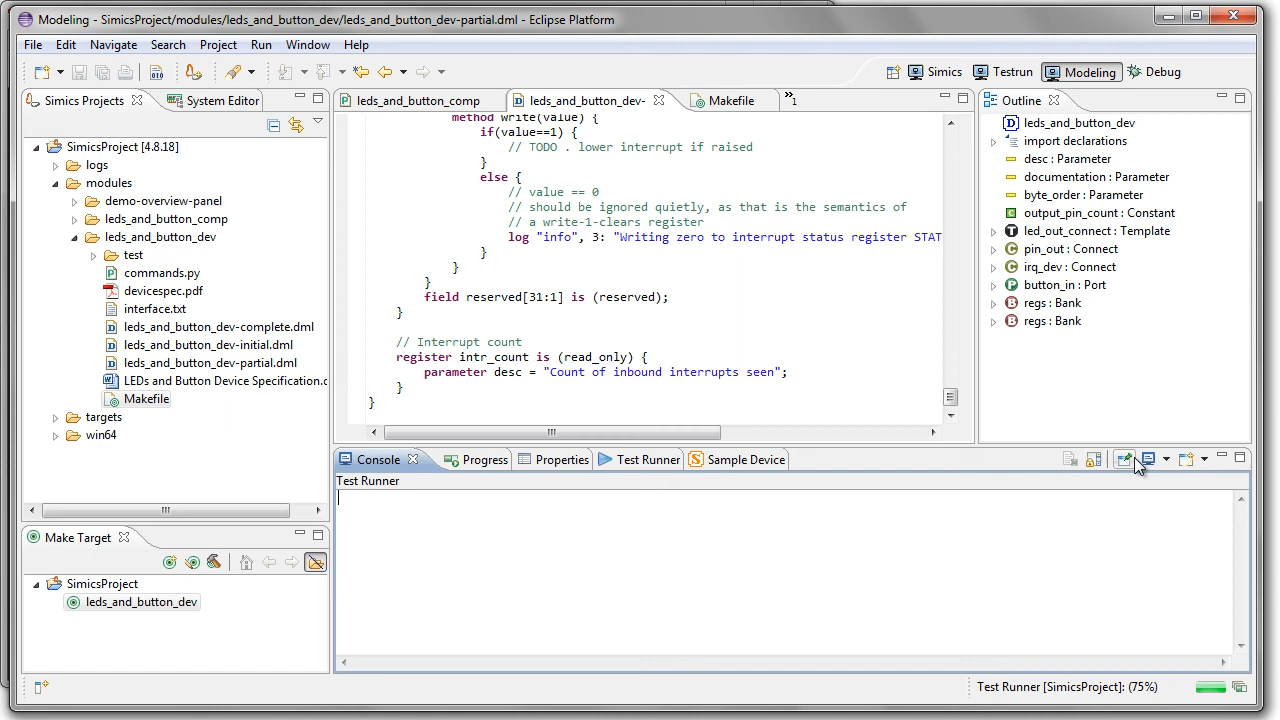 Modeling - SimicsProject/modules/leds_and_button_dev/leds_and_button_dev-partial.dml - Eclipse Platform
File Edit Navigate Search Project Run Window Help
Simics Testrun Modeling Debug
Simics Projects System Editor
SimicsProject [4.8.18]
logs
modules
demo-overview-panel
leds_and_button_comp
leds_and_button_dev
test
commands.py
devicespec.pdf
interface.txt
leds_and_button_dev-complete.dml
leds_and_button_dev-initial.dml
leds_and_button_dev-partial.dml
LEDs and Button Device Specification.d
Makefile
targets
win64
Make Target
SimicsProject
leds_and_button_dev
leds_and_button_comp leds_and_button_dev- Makefile »1
method write(value) {
if(value==1) {
// TODO . lower interrupt if raised
}
else {
// value == 0
// should be ignored quietly, as that is the semantics of
// a write-1-clears register
log "info", 3: "Writing zero to interrupt status register STAT
}
}
}
field reserved[31:1] is (reserved);
}
// Interrupt count
register intr_count is (read_only) {
parameter desc = "Count of inbound interrupts seen";
}
}
Outline
leds_and_button_dev
import declarations
desc : Parameter
documentation : Parameter
byte_order : Parameter
output_pin_count : Constant
led_out_connect : Template
pin_out : Connect
irq_dev : Connect
button_in : Port
regs : Bank
regs : Bank
Console Progress Properties Test Runner Sample Device
Test Runner
Test Runner [SimicsProject]: (75%)